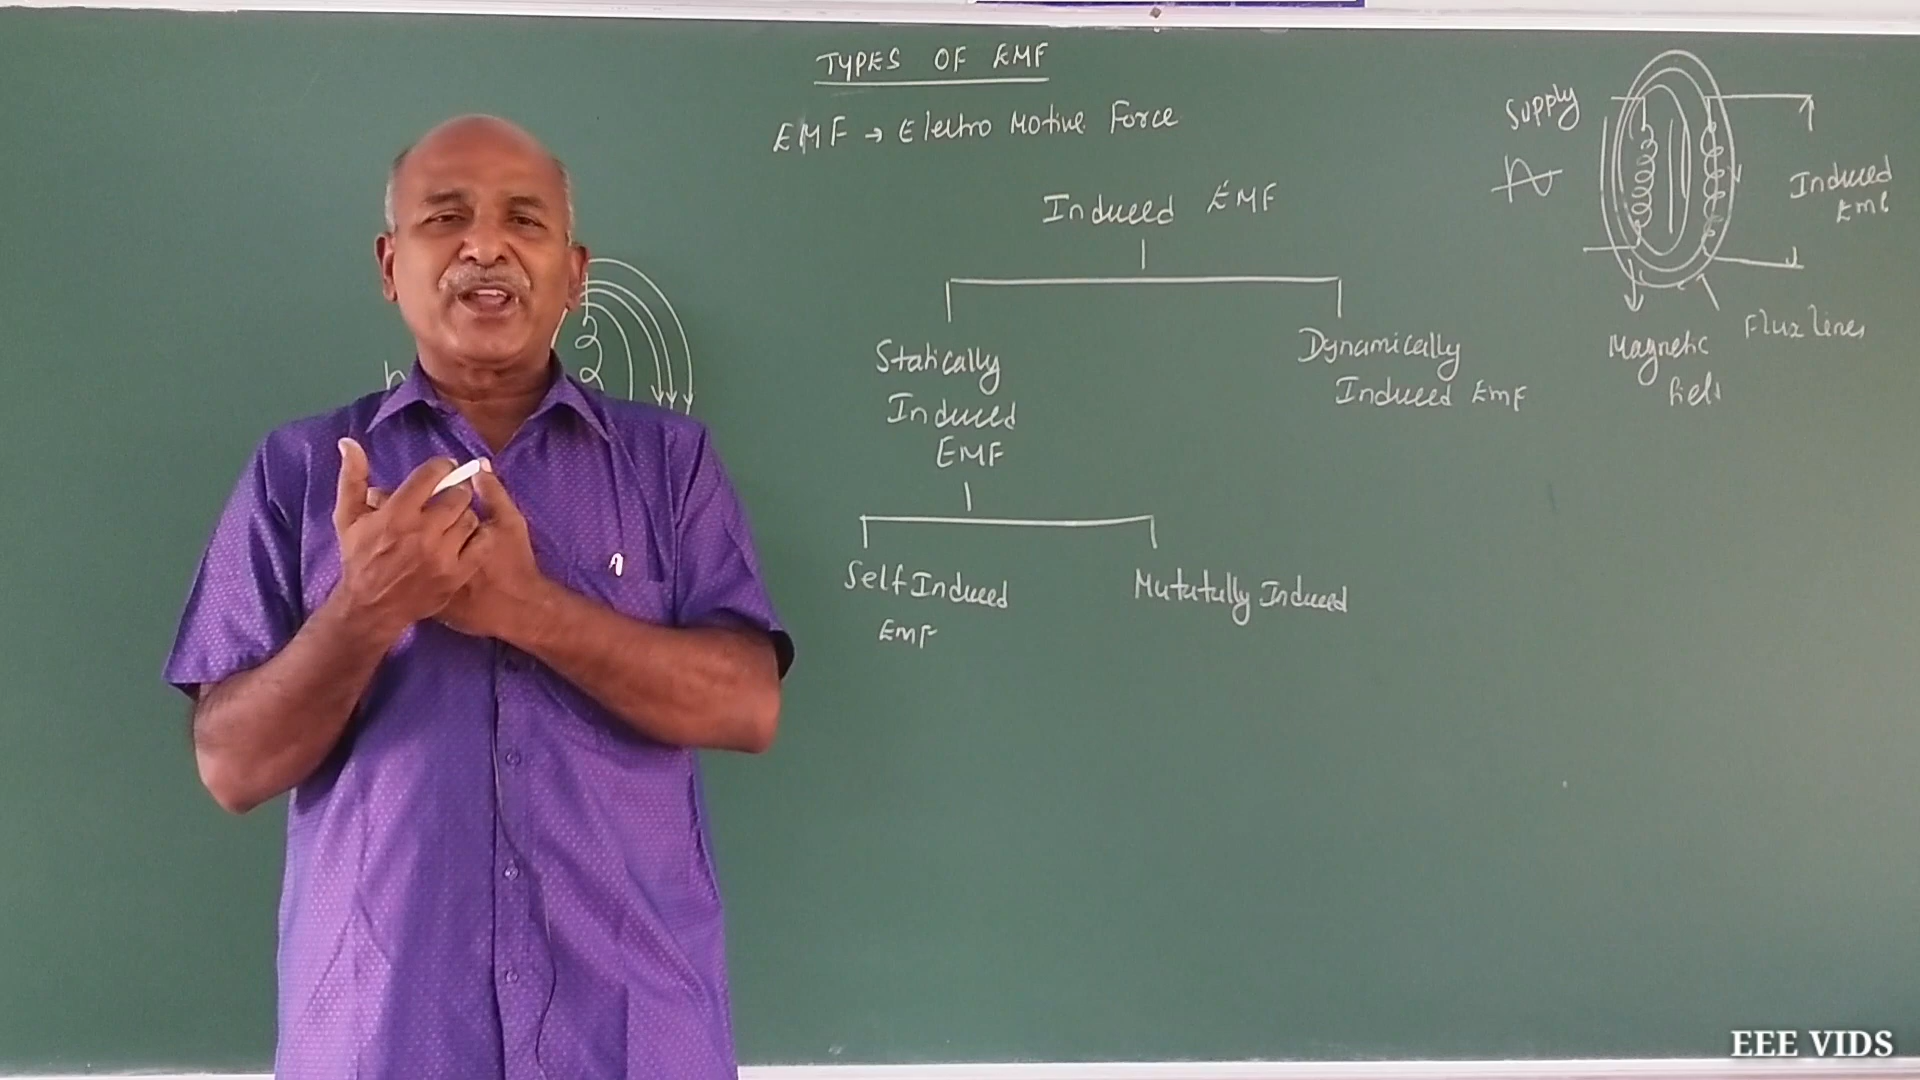 TYPES OF EMF
EMF → Electro Motive Force
Induced EMF
Statically
Induced
EMF
Dynamically
Induced EMF
Self Induced
EMF
Mututully Induced
Supply
Induced
EMf
Magnetic
field
Flux lines
EEE VIDS